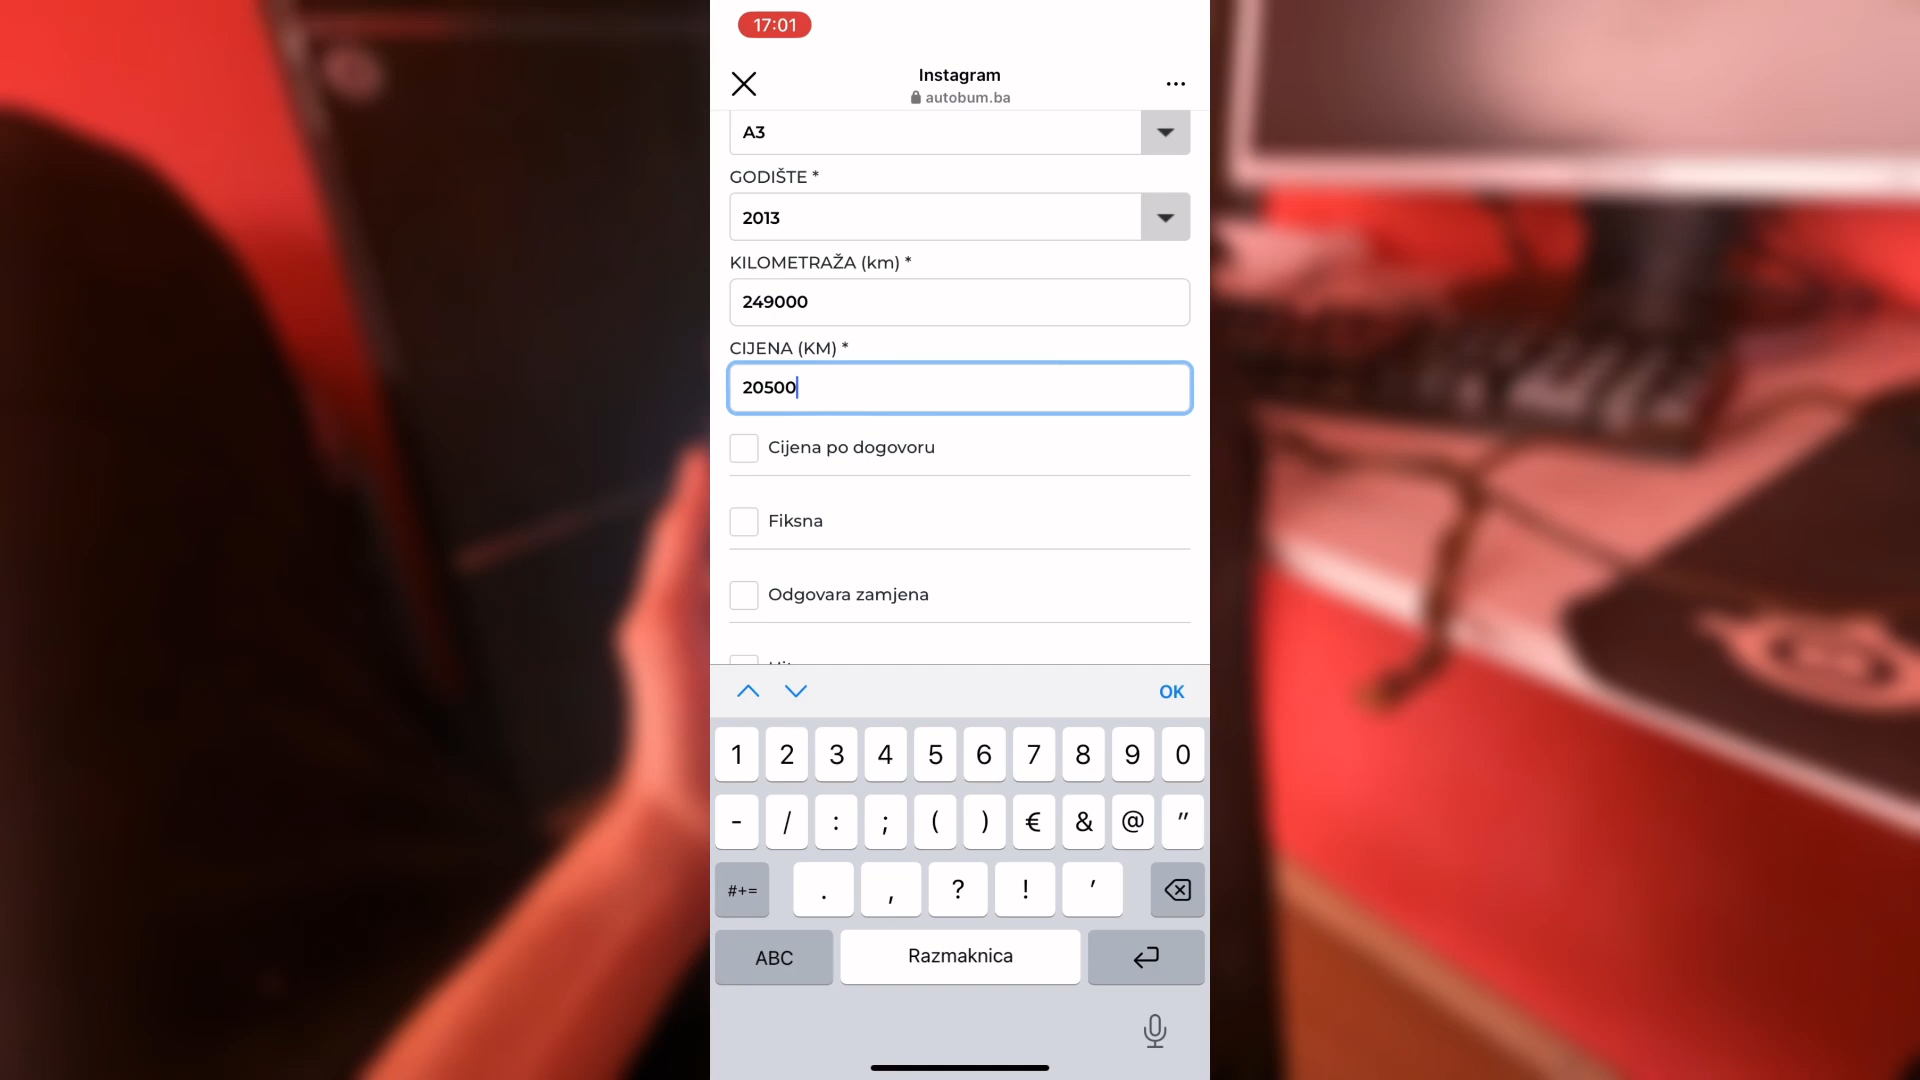 17:01
Instagram
autobum.ba
A3
GODIŠTE *
2013
KILOMETRAŽA (km) *
249000
CIJENA (KM) *
20500
Cijena po dogovoru
Fiksna
Odgovara zamjena
OK
1 2 3 4 5 6 7 8 9 0
- / : ; ( ) € & @ "
#+= . , ? ! '
ABC Razmaknica